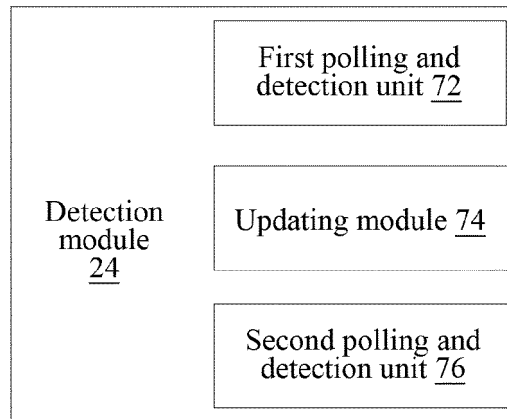 First polling and
detection unit 72
Detection
module
24
Updating module 74
Second polling and
detection unit 76